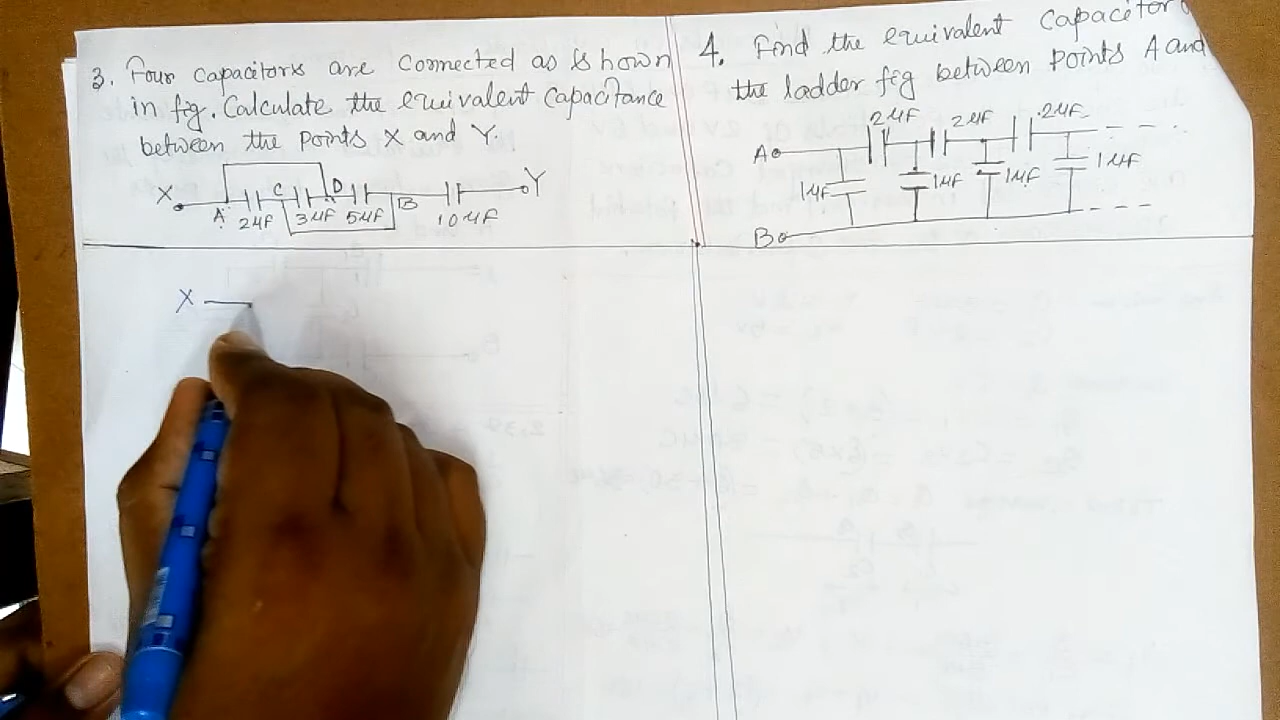 3. Four capacitors are connected as shown
in fig. Calculate the equivalent capacitance
between the points X and Y.
X A 2μF C 3μF D 5μF B 10μF Y
X
4. Find the equivalent capacitor
the ladder fig between points A and
2μF 2μF 2μF
A
1μF 1μF 1μF 1μF
B